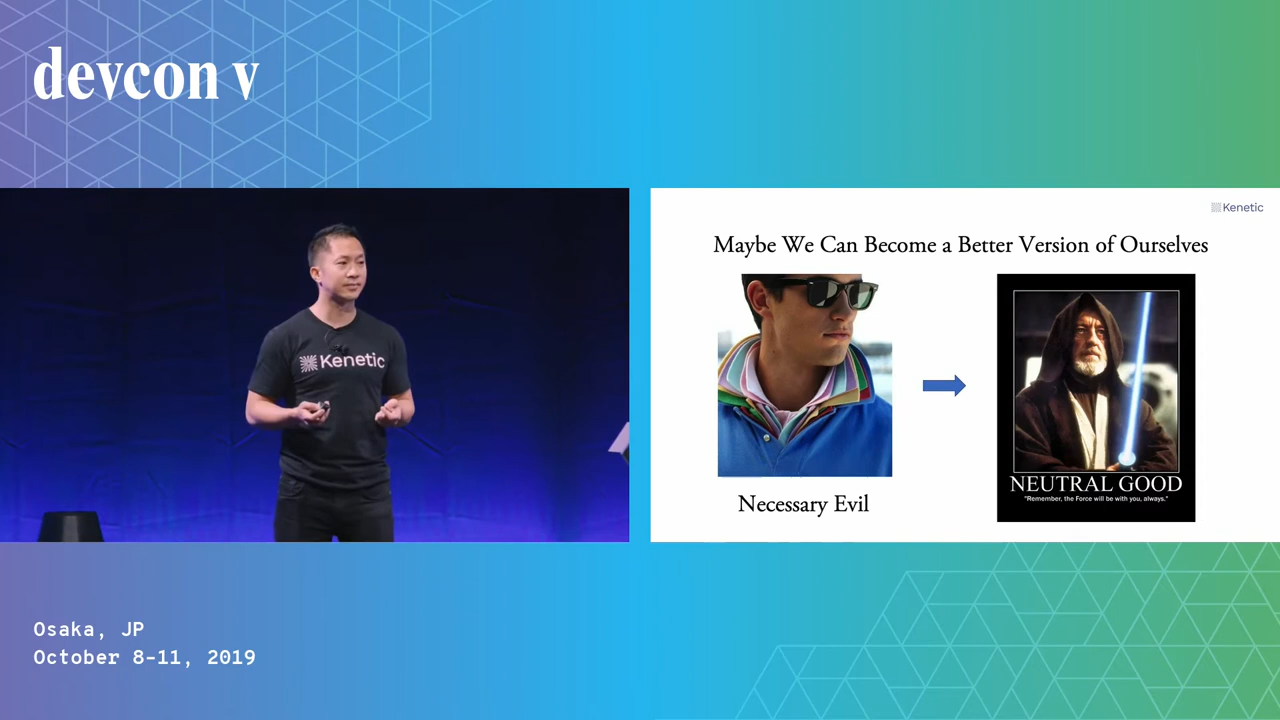 devcon v
Kenetic
Kenetic
Maybe We Can Become a Better Version of Ourselves
Necessary Evil
NEUTRAL GOOD
"Remember, the Force will be with you, always."
Osaka, JP
October 8-11, 2019